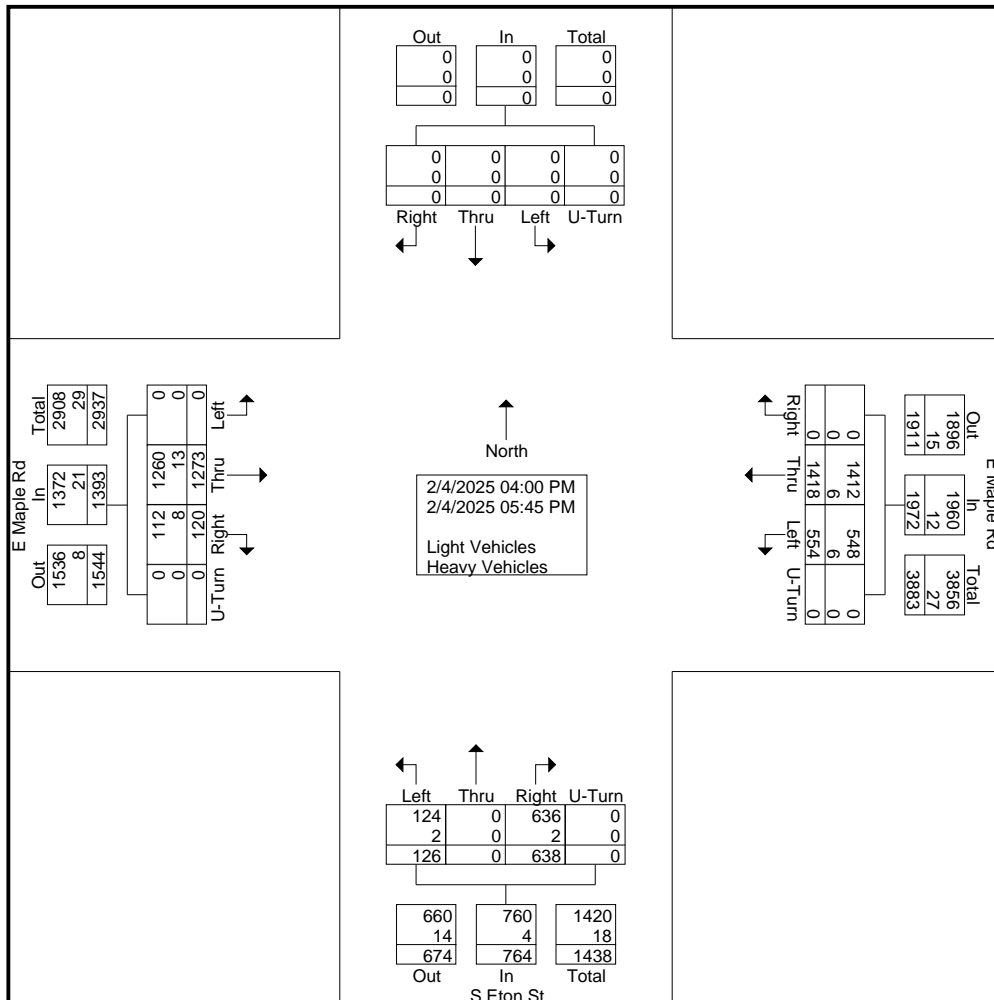 Out In Total
0 0 0
0 0 0
0 0 0
0 0 0 0
0 0 0 0
0 0 0 0
Right Thru Left U-Turn
E Maple Rd
Total In Out
2908 1372 1536
29 21 8
2937 1393 1544
0 1260 112 0
0 13 8 0
0 1273 120 0
Left Thru Right U-Turn
North
2/4/2025 04:00 PM
2/4/2025 05:45 PM
Light Vehicles
Heavy Vehicles
Right Thru Left U-Turn
0 1418 554 0
0 6 6 0
0 1412 548 0
1911 1972 3883
15 12 27
1896 1960 3856
Out In Total
E Maple Rd
Left Thru Right U-Turn
124 0 636 0
2 0 2 0
126 0 638 0
660 760 1420
14 4 18
674 764 1438
Out In Total
S Eton St